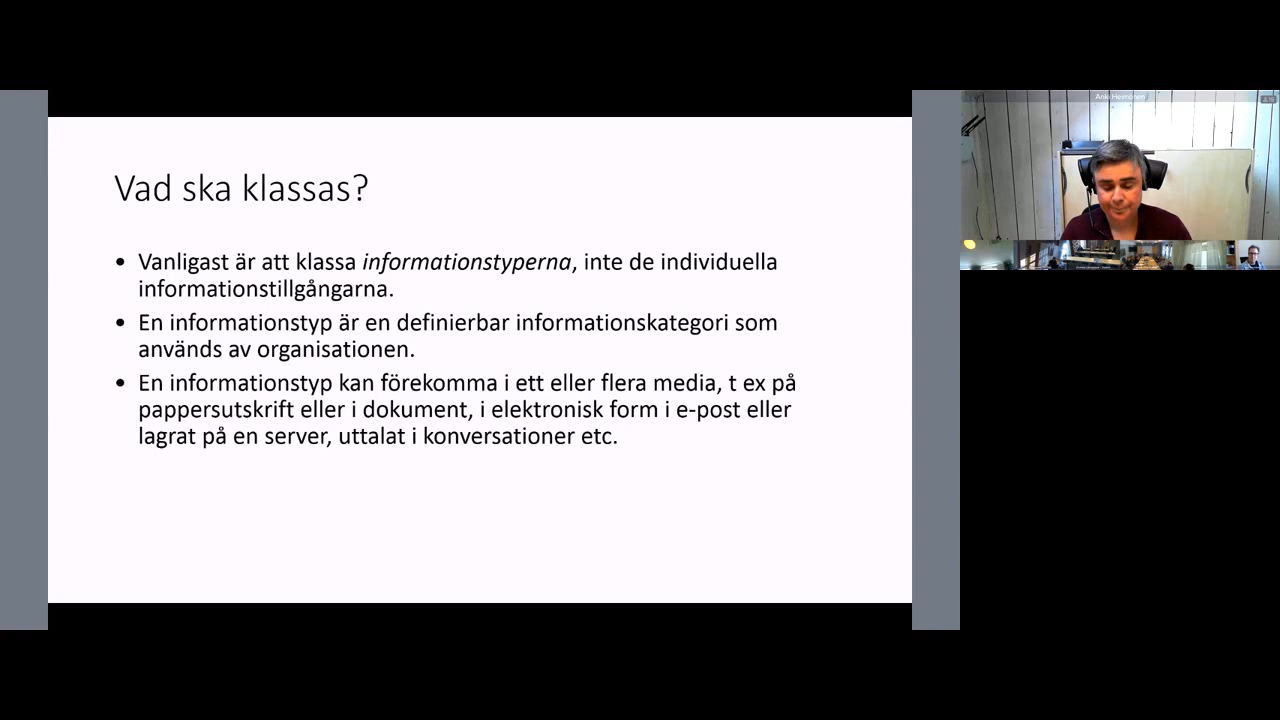 Vad ska klassas?
• Vanligast är att klassa informationstyperna, inte de individuella
informationstillgångarna.
• En informationstyp är en definierbar informationskategori som
används av organisationen.
• En informationstyp kan förekomma i ett eller flera media, t ex på
pappersutskrift eller i dokument, i elektronisk form i e-post eller
lagrat på en server, uttalat i konversationer etc.